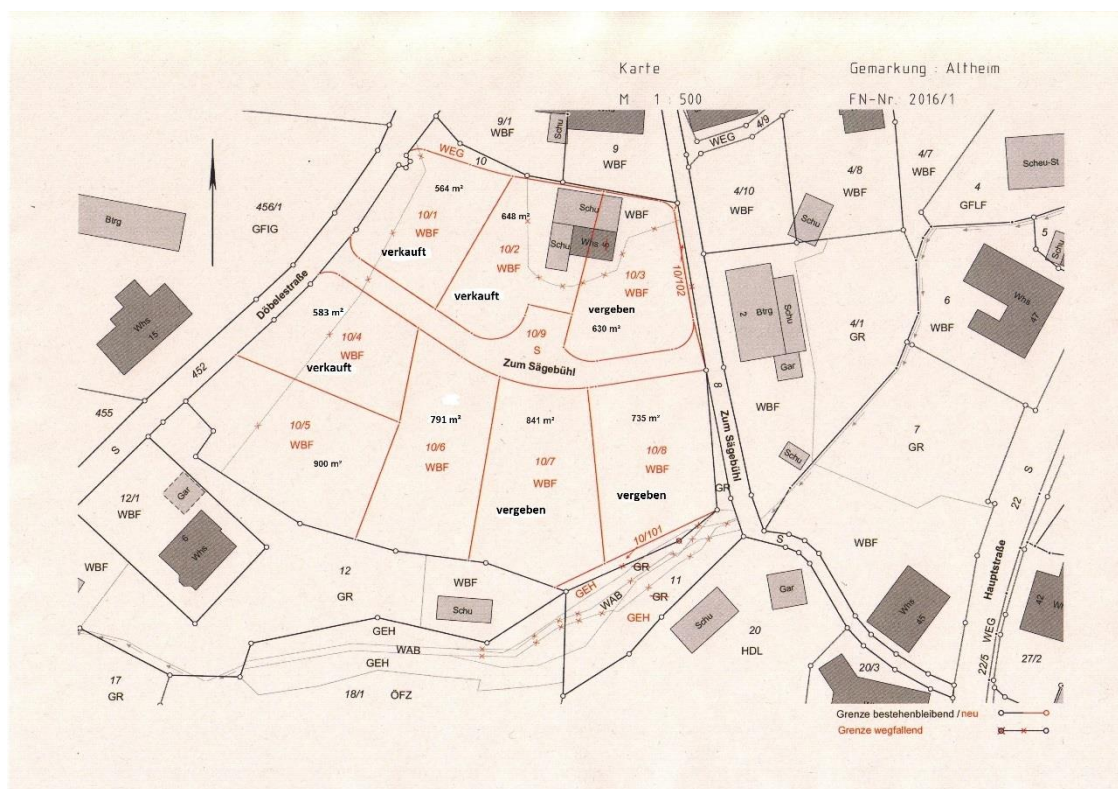 Karte
Gemarkung : Altheim
M 1 : 500
FN-Nr. 2016/1
9/1
WBF
Schu
9
WBF
WEG
4/9
4/8
WBF
4/7
WBF
4
GFLF
Scheu-St
WEG
10
564 m²
10/1
WBF
verkauft
648 m²
10/2
WBF
verkauft
Schu
Schu
Whs
WBF
10/3
WBF
vergeben
630 m²
10/102
4/10
WBF
Schu
5
Schu
456/1
GFIG
Btrg
Döbelestraße
Whs
15
452
455
S
583 m²
10/4
WBF
verkauft
10/9
S
Zum Sägebühl
2
Btrg
Schu
Gar
4/1
GR
6
WBF
Whs
47
10/5
WBF
900 m²
791 m²
10/6
WBF
841 m²
10/7
WBF
vergeben
735 m²
10/8
WBF
vergeben
8
Zum Sägebühl
WBF
Schu
7
GR
12/1
WBF
Gar
6
Whs
WBF
12
GR
WBF
Schu
GR
10/101
GR
11
GR
GEH
WAB
GEH
S
WBF
22
S
Hauptstraße
GEH
WAB
GEH
17
GR
18/1
ÖFZ
Schu
Gar
20
HDL
Whs
45
20/3
WEG
22/5
42
27/2
Grenze bestehenbleibend / neu
Grenze wegfallend